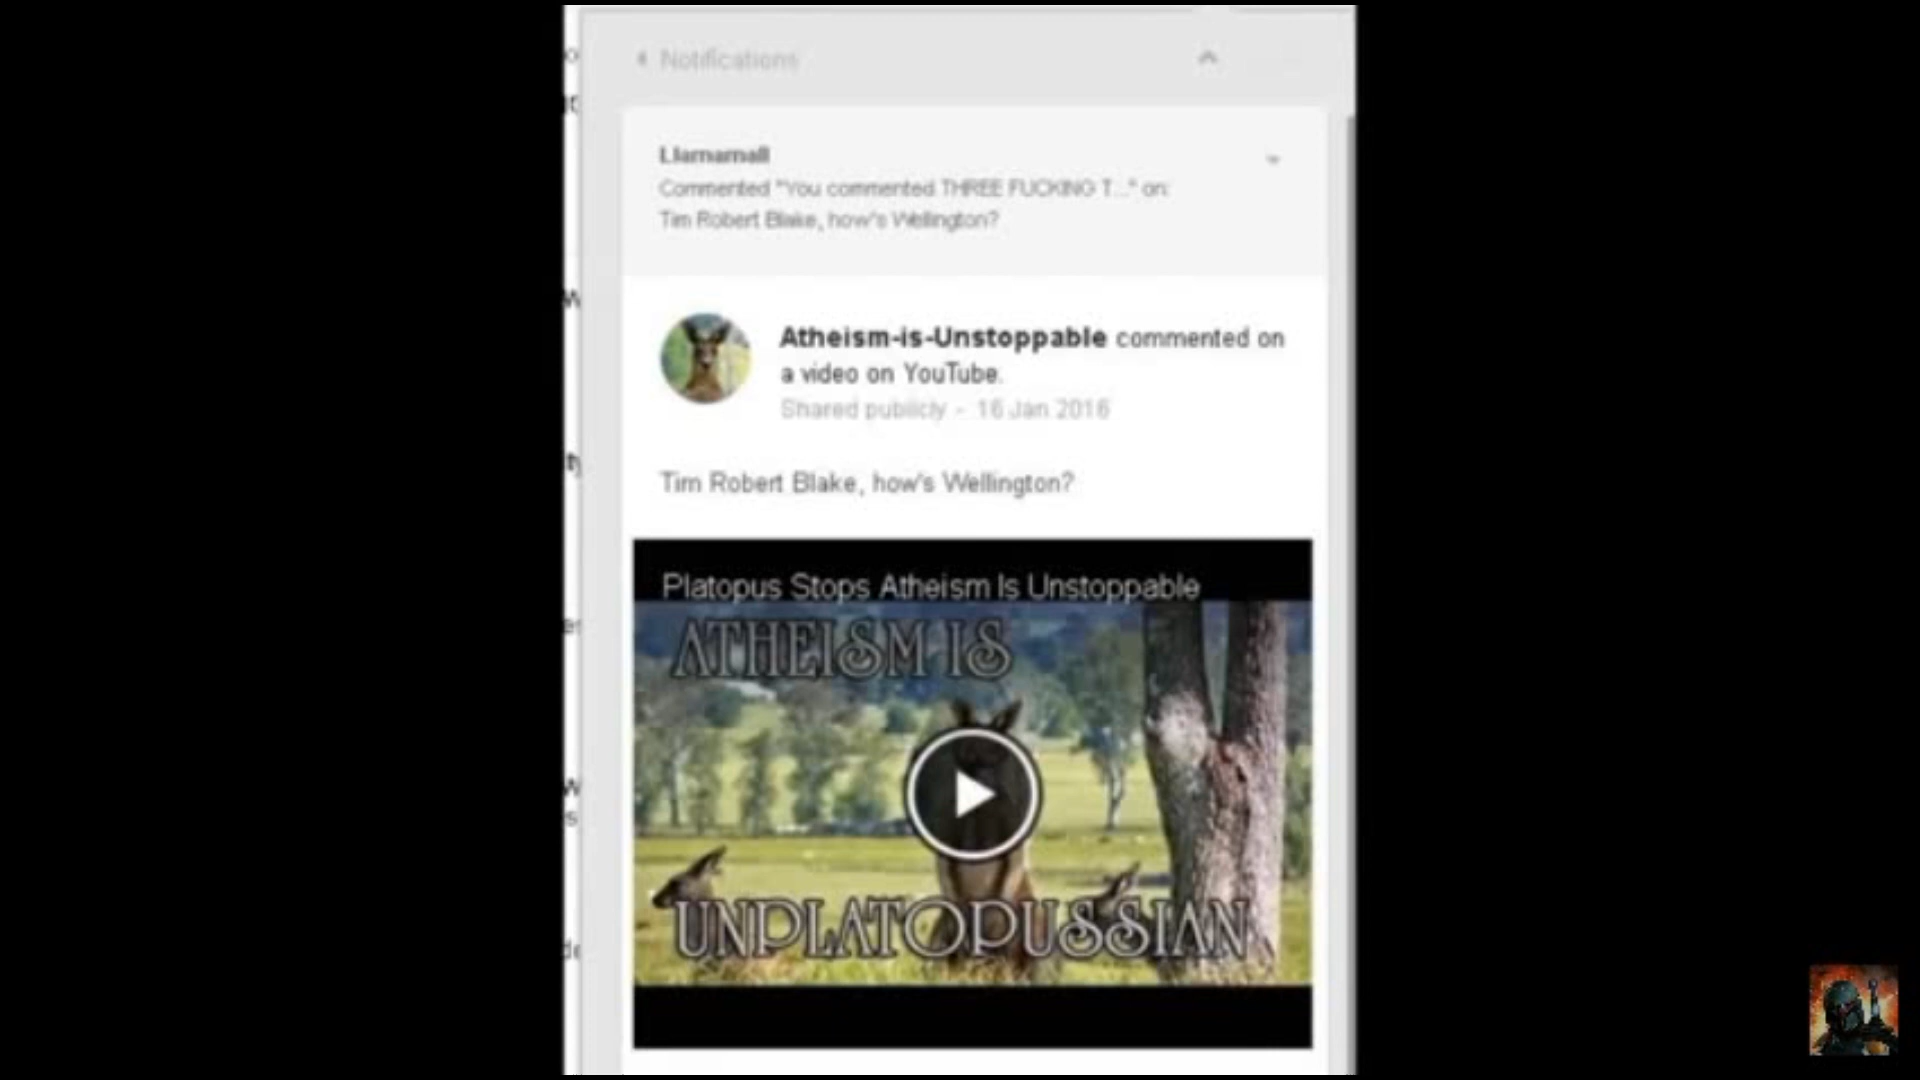 Notifications
Llamamall
Commented "You commented THREE FUCKING T..." on:
Tim Robert Blake, how's Wellington?
Atheism-is-Unstoppable commented on
a video on YouTube.
Shared publicly - 16 Jan 2016
Tim Robert Blake, how's Wellington?
Platopus Stops Atheism Is Unstoppable
ATHEISM IS
UNPLATOPUSSIAN